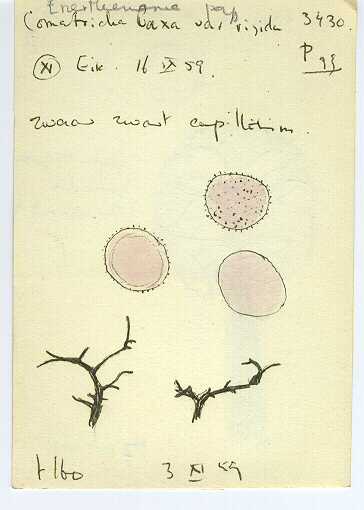 Enerthenema pap
Comatricha laxa var rigida 3430.
P 93
XI Eik. 16 IX 59.
zwaar zwart capillitium.
t lbo 3 XI 59